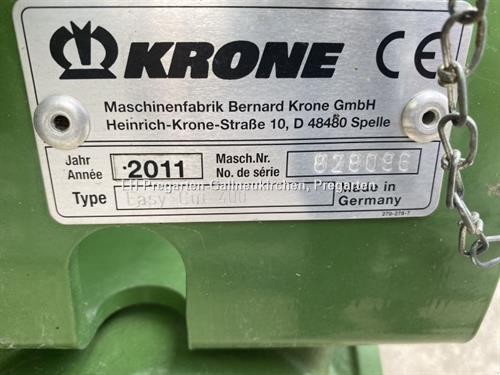 KRONE CE
Maschinenfabrik Bernard Krone GmbH
Heinrich-Krone-Straße 10, D 48480 Spelle
Jahr
Année
2011
Masch.Nr.
No. de série
828096
LH Pregarten-Gallneukirchen, Pregarten
Type
Easy Cut 400
Made in
Germany
279-278-7